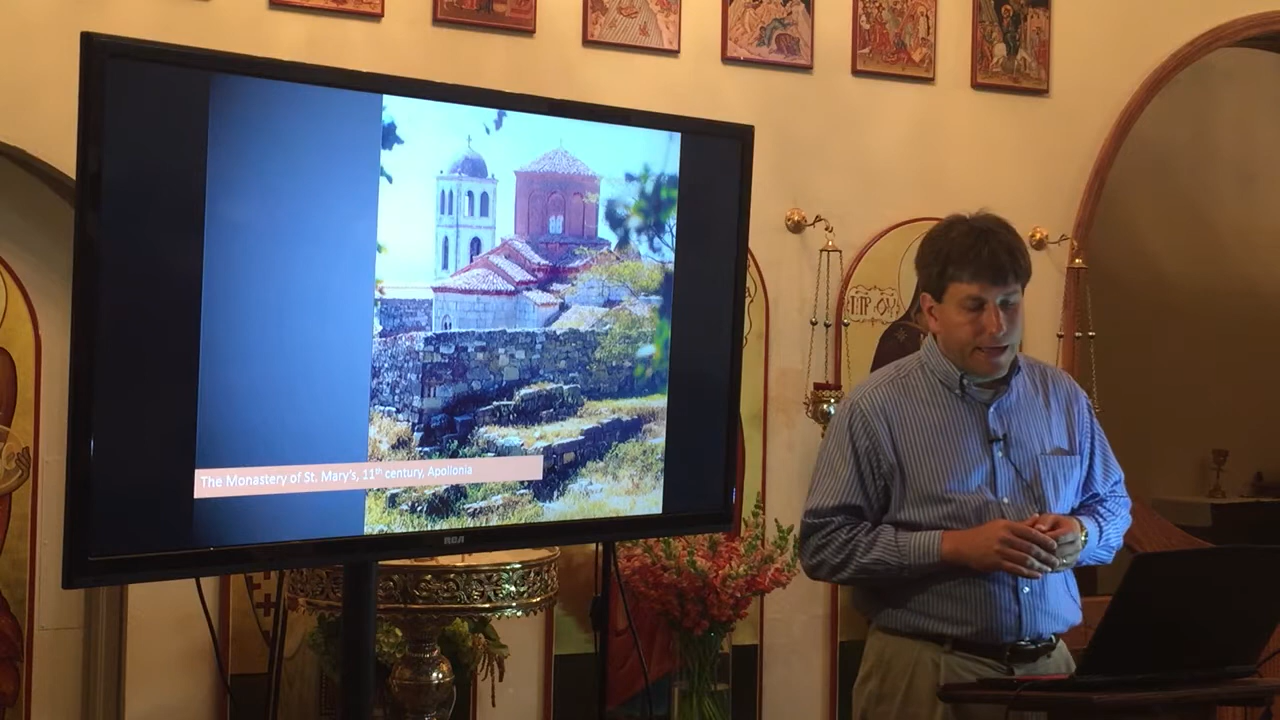 The Monastery of St. Mary's, 11th century, Apollonia
RCA